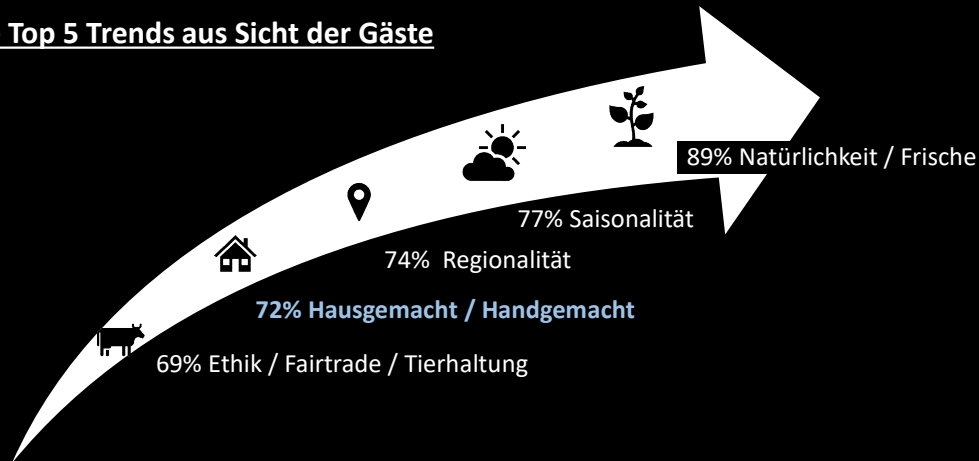 Top 5 Trends aus Sicht der Gäste
89% Natürlichkeit / Frische
77% Saisonalität
74% Regionalität
72% Hausgemacht / Handgemacht
69% Ethik / Fairtrade / Tierhaltung